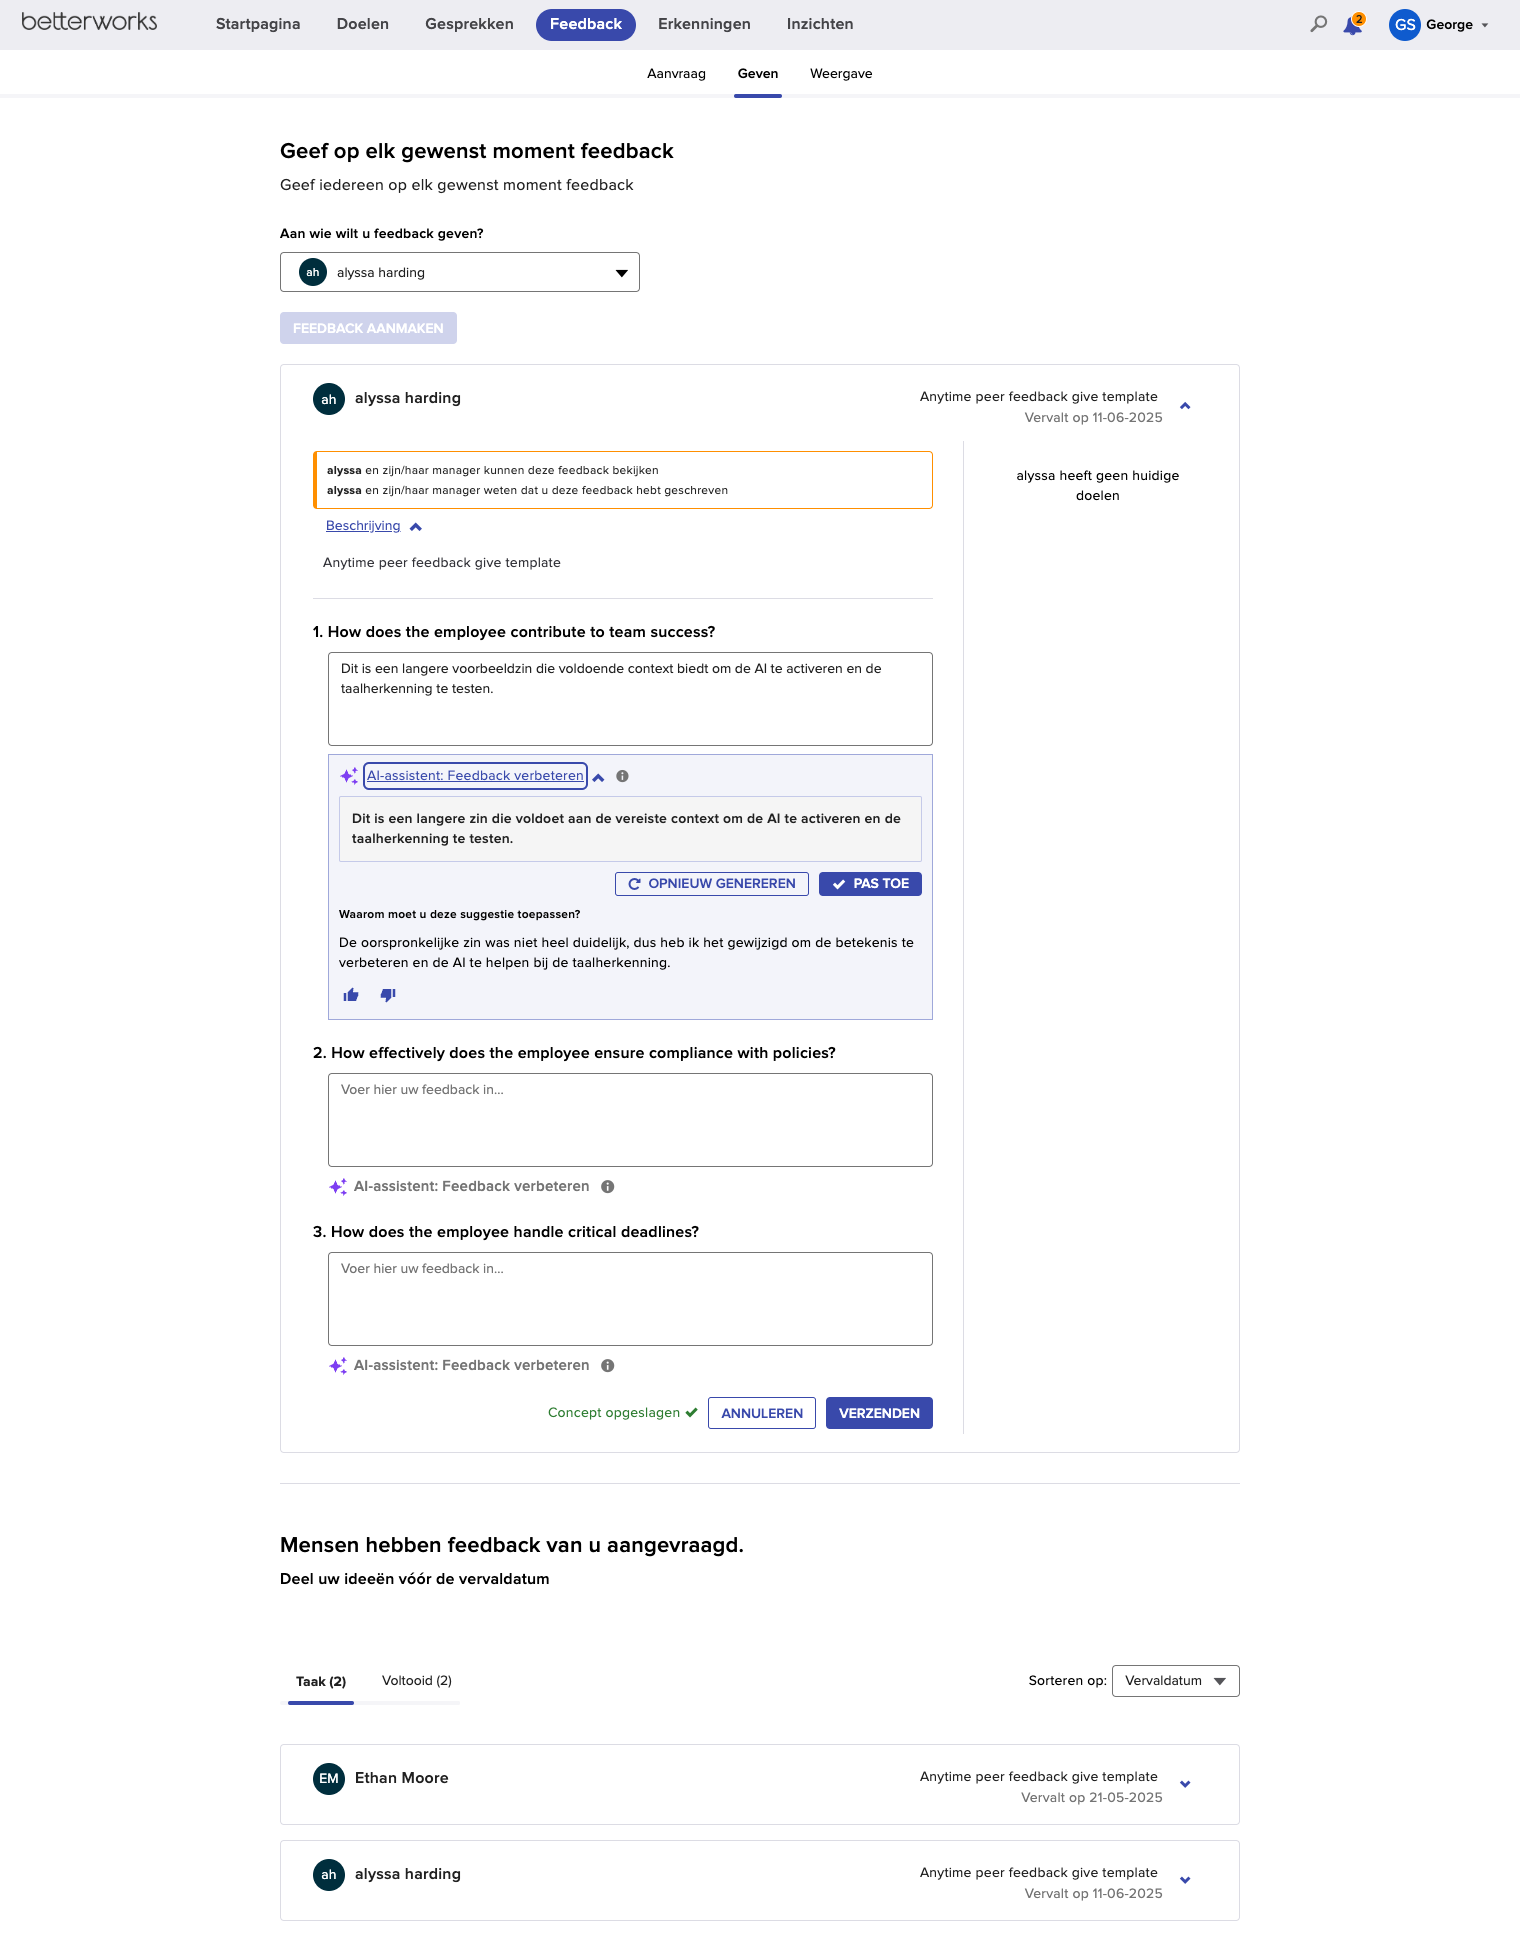 betterworks
Startpagina
Doelen
Gesprekken
Feedback
Erkenningen
Inzichten
2
GS
George
Aanvraag
Geven
Weergave
Geef op elk gewenst moment feedback
Geef iedereen op elk gewenst moment feedback
Aan wie wilt u feedback geven?
ah
alyssa harding
FEEDBACK AANMAKEN
ah
alyssa harding
Anytime peer feedback give template
Vervalt op 11-06-2025
alyssa en zijn/haar manager kunnen deze feedback bekijken
alyssa en zijn/haar manager weten dat u deze feedback hebt geschreven
alyssa heeft geen huidige
doelen
Beschrijving
Anytime peer feedback give template
1. How does the employee contribute to team success?
Dit is een langere voorbeeldzin die voldoende context biedt om de AI te activeren en de
taalherkenning te testen.
AI-assistent: Feedback verbeteren
Dit is een langere zin die voldoet aan de vereiste context om de AI te activeren en de
taalherkenning te testen.
OPNIEUW GENEREREN
PAS TOE
Waarom moet u deze suggestie toepassen?
De oorspronkelijke zin was niet heel duidelijk, dus heb ik het gewijzigd om de betekenis te
verbeteren en de AI te helpen bij de taalherkenning.
2. How effectively does the employee ensure compliance with policies?
Voer hier uw feedback in...
AI-assistent: Feedback verbeteren
3. How does the employee handle critical deadlines?
Voer hier uw feedback in...
AI-assistent: Feedback verbeteren
Concept opgeslagen
ANNULEREN
VERZENDEN
Mensen hebben feedback van u aangevraagd.
Deel uw ideeën vóór de vervaldatum
Taak (2)
Voltooid (2)
Sorteren op:
Vervaldatum
EM
Ethan Moore
Anytime peer feedback give template
Vervalt op 21-05-2025
ah
alyssa harding
Anytime peer feedback give template
Vervalt op 11-06-2025